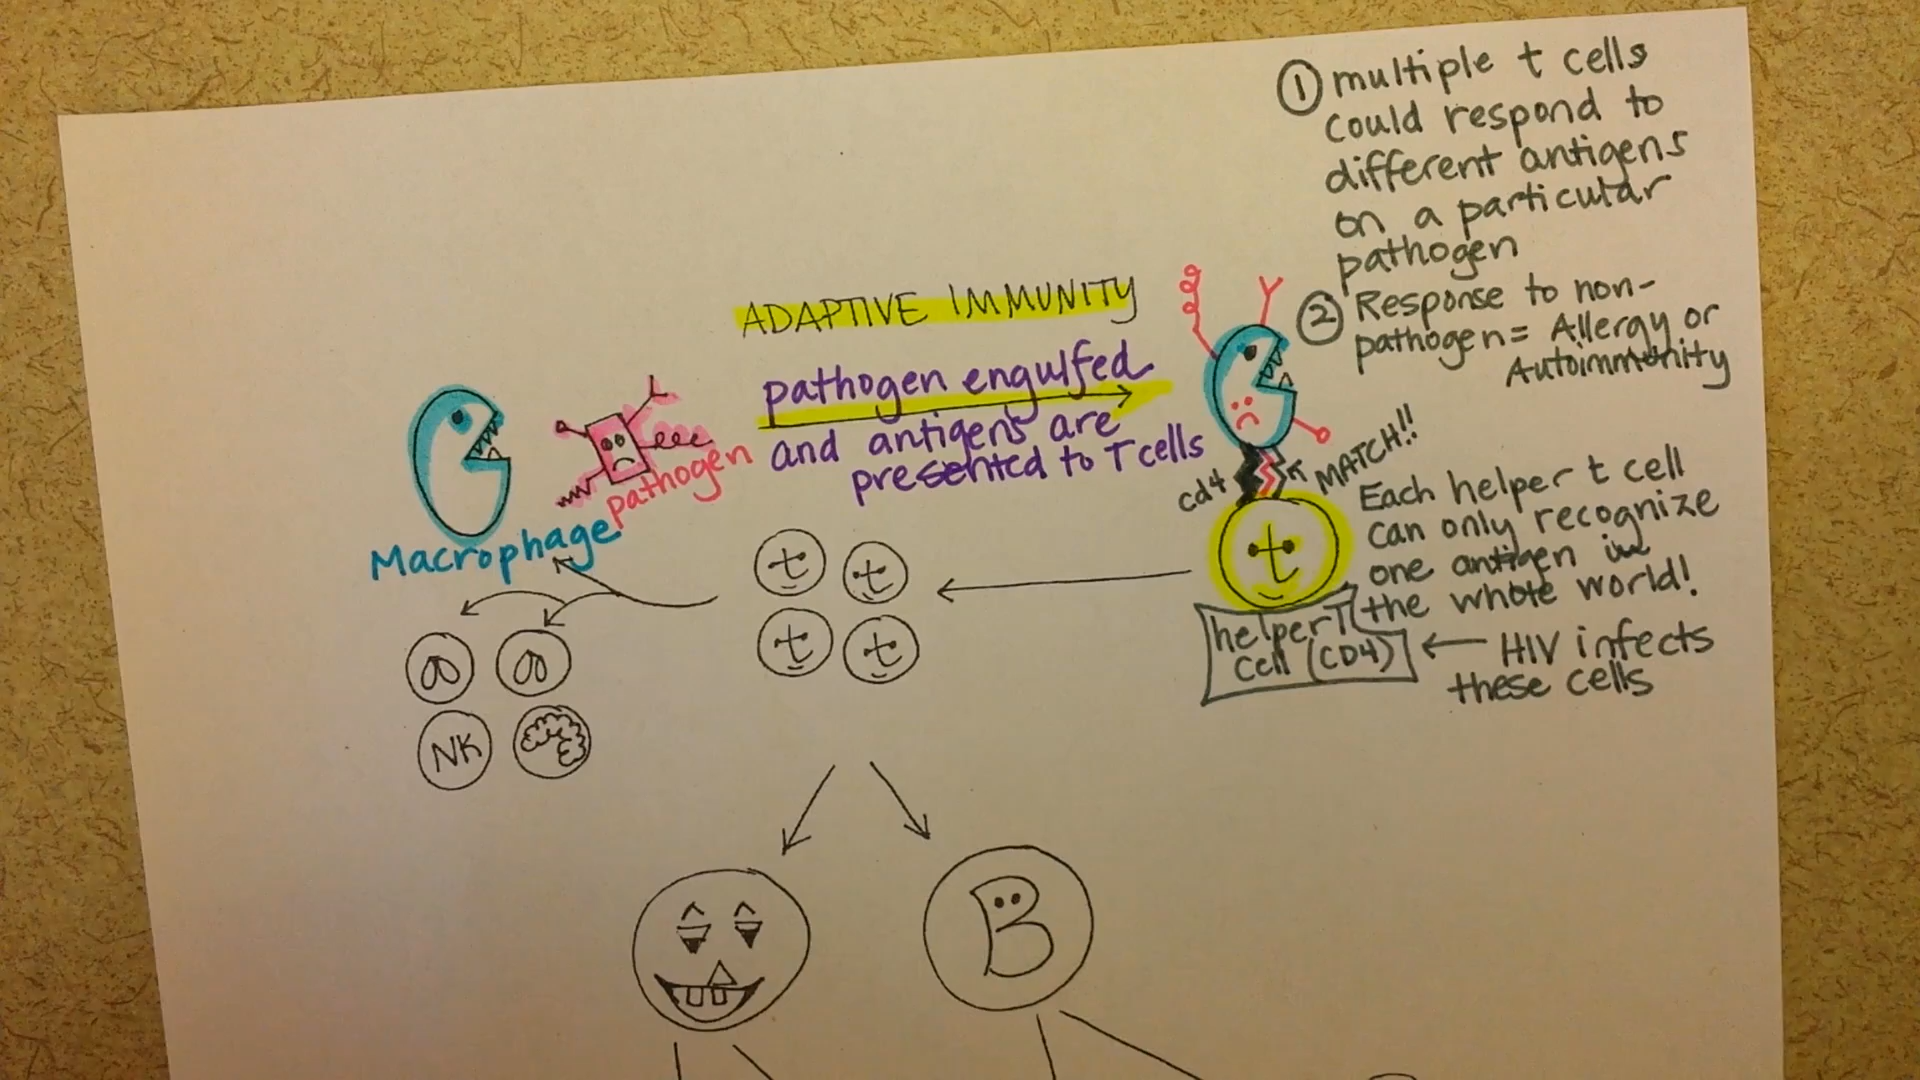 ① multiple t cells
could respond to
different antigens
on a particular
pathogen
② Response to non-
pathogen = Allergy or
Autoimmunity
ADAPTIVE IMMUNITY
pathogen engulfed
and antigens are
presented to T cells
Macrophage
pathogen
cd4
MATCH!!
Each helper t cell
can only recognize
one antigen in
the whole world!
t
helper T
cell (CD4)
← HIV infects
these cells
t
t
t
t
NK
B